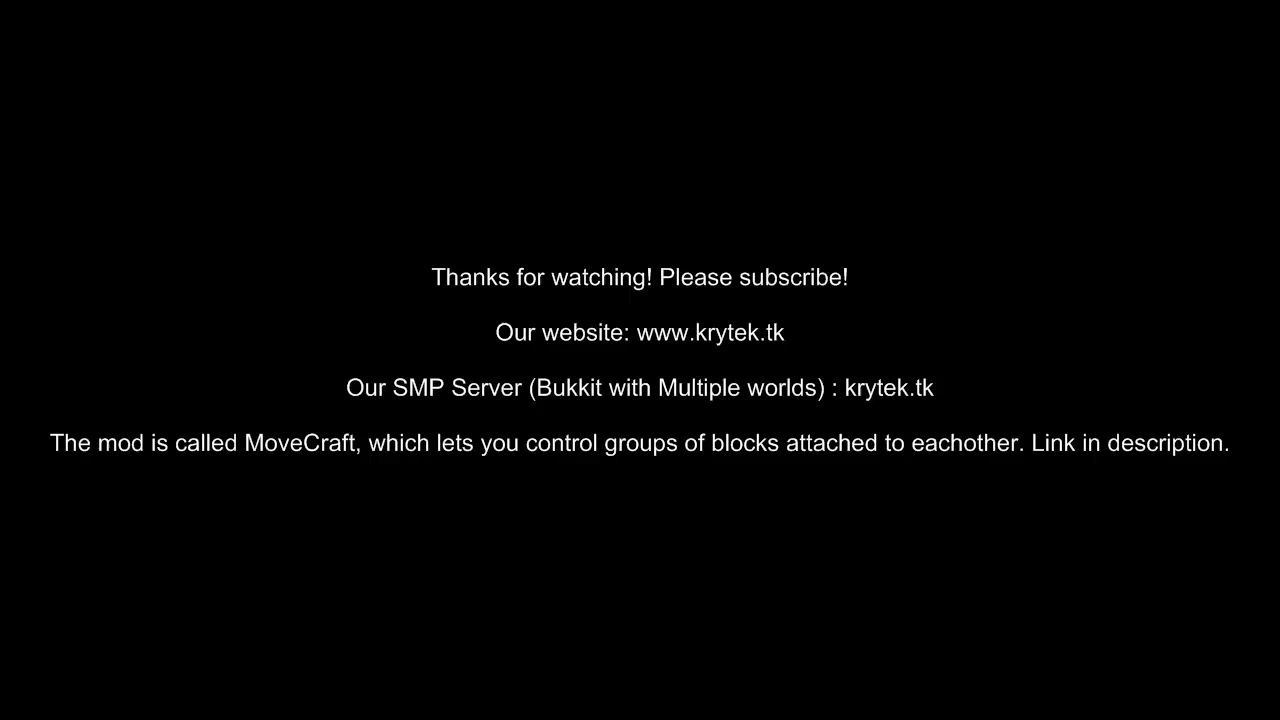 Thanks for watching! Please subscribe!
Our website: www.krytek.tk
Our SMP Server (Bukkit with Multiple worlds) : krytek.tk
The mod is called MoveCraft, which lets you control groups of blocks attached to eachother. Link in description.